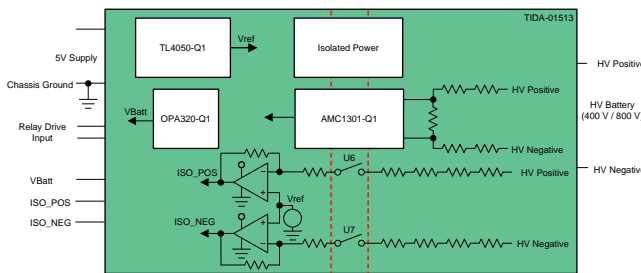 TIDA-01513
5V Supply
TL4050-Q1
Vref
Isolated Power
HV Positive
Chassis Ground
HV Positive
VBatt
OPA320-Q1
AMC1301-Q1
HV Battery
(400 V / 800 V)
Relay Drive
Input
HV Negative
U6
ISO_POS
HV Positive
HV Negative
VBatt
Vref
ISO_POS
ISO_NEG
U7
ISO_NEG
HV Negative